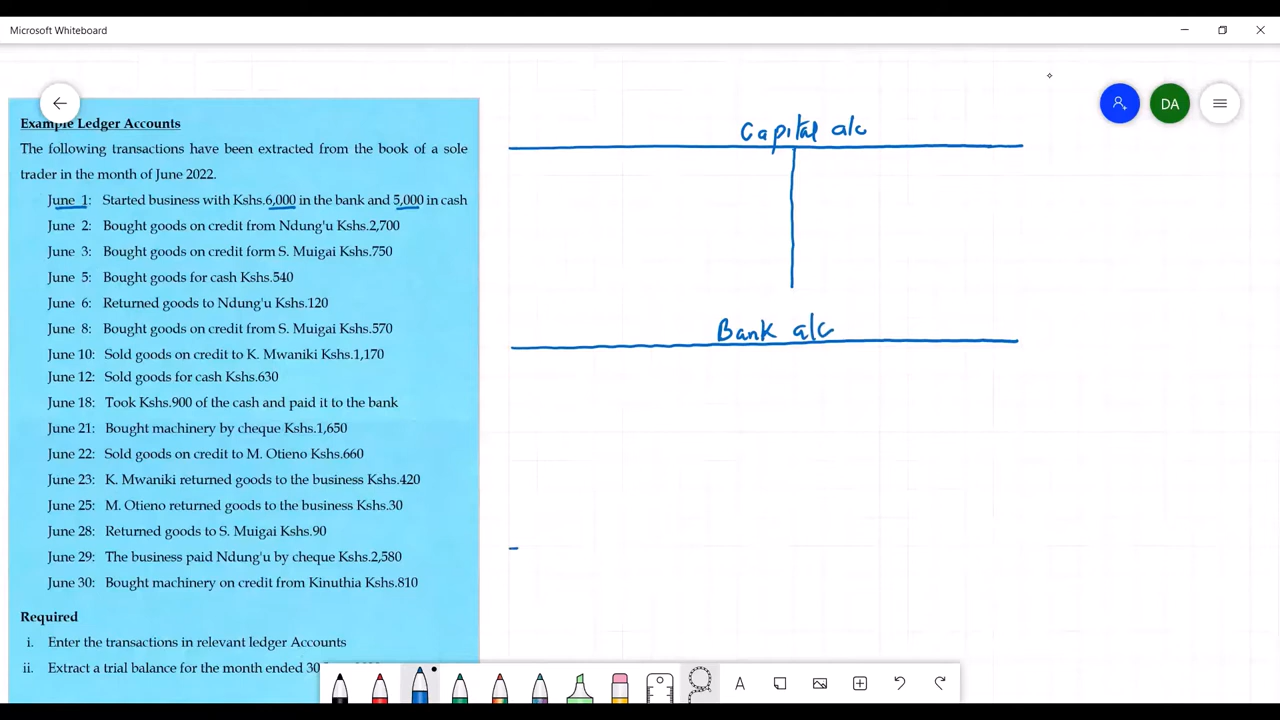 Microsoft Whiteboard
Example Ledger Accounts
The following transactions have been extracted from the book of a sole
trader in the month of June 2022.
June 1: Started business with Kshs.6,000 in the bank and 5,000 in cash
June 2: Bought goods on credit from Ndung'u Kshs.2,700
June 3: Bought goods on credit form S. Muigai Kshs.750
June 5: Bought goods for cash Kshs.540
June 6: Returned goods to Ndung'u Kshs.120
June 8: Bought goods on credit from S. Muigai Kshs.570
June 10: Sold goods on credit to K. Mwaniki Kshs.1,170
June 12: Sold goods for cash Kshs.630
June 18: Took Kshs.900 of the cash and paid it to the bank
June 21: Bought machinery by cheque Kshs.1,650
June 22: Sold goods on credit to M. Otieno Kshs.660
June 23: K. Mwaniki returned goods to the business Kshs.420
June 25: M. Otieno returned goods to the business Kshs.30
June 28: Returned goods to S. Muigai Kshs.90
June 29: The business paid Ndung'u by cheque Kshs.2,580
June 30: Bought machinery on credit from Kinuthia Kshs.810
Required
i. Enter the transactions in relevant ledger Accounts
ii. Extract a trial balance for the month ended 30
Capital a/c
Bank a/c
DA
A